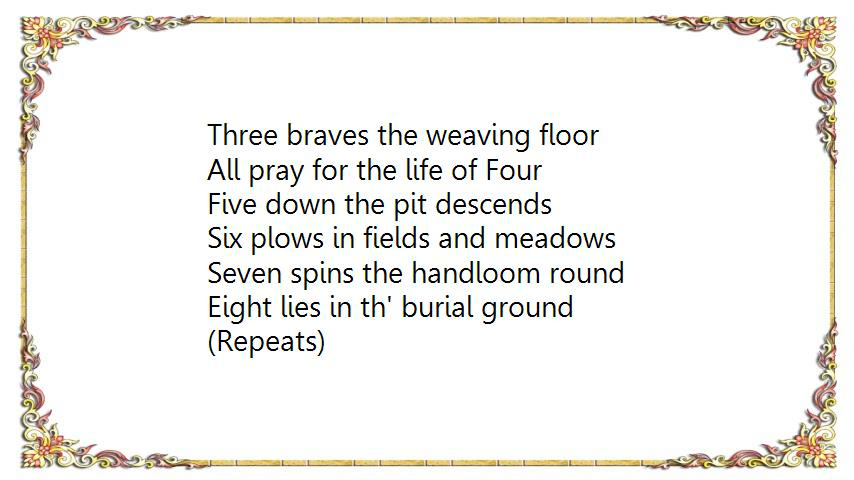 Three braves the weaving floor
All pray for the life of Four
Five down the pit descends
Six plows in fields and meadows
Seven spins the handloom round
Eight lies in th' burial ground
(Repeats)